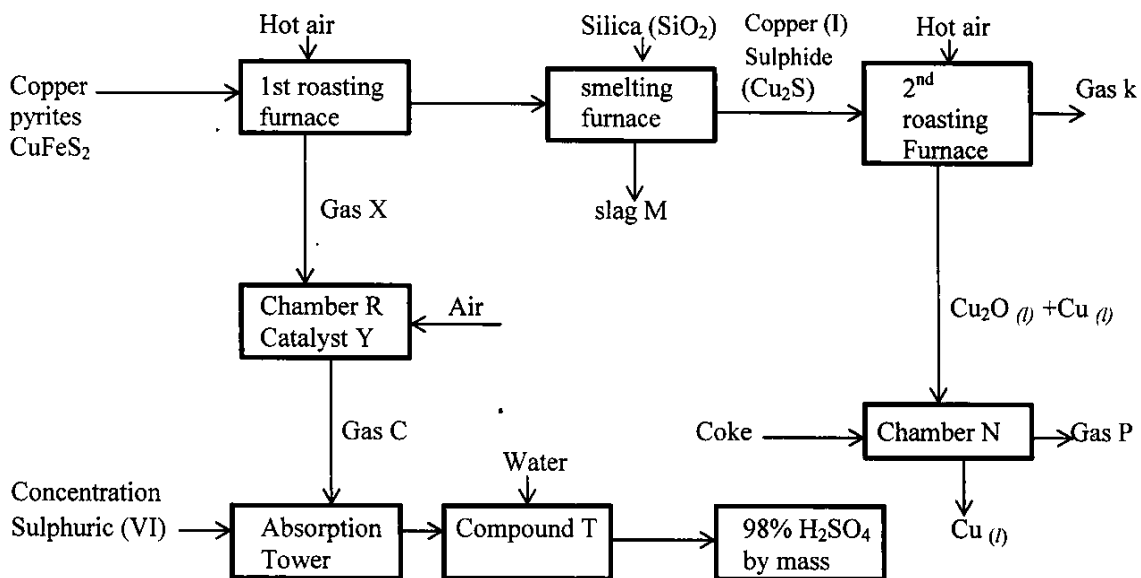 Hot air
Silica (SiO₂)
Copper (I)
Sulphide
(Cu₂S)
Hot air
Copper
pyrites
CuFeS₂
1st roasting
furnace
smelting
furnace
2nd
roasting
Furnace
Gas k
Gas X
slag M
Chamber R
Catalyst Y
Air
Cu₂O (l) +Cu (l)
Gas C
Coke
Chamber N
Gas P
Water
Concentration
Sulphuric (VI)
Absorption
Tower
Compound T
98% H₂SO₄
by mass
Cu (l)